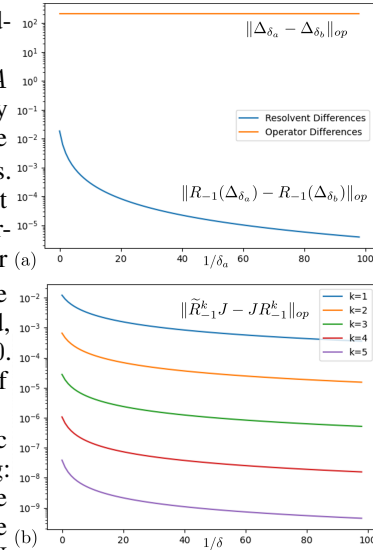 d-
A
y
e
s.
t
r-
r
e
d,
0.
f
c
g:
e
e
10²
10¹
10⁰
10⁻¹
10⁻²
10⁻³
10⁻⁴
10⁻⁵
‖Δ_{δ_a} − Δ_{δ_b}‖_{op}
Resolvent Differences
Operator Differences
‖R_{−1}(Δ_{δ_a}) − R_{−1}(Δ_{δ_b})‖_{op}
0 20 40 60 80 100
(a) 1/δ_a
10⁻²
10⁻³
10⁻⁴
10⁻⁵
10⁻⁶
10⁻⁷
10⁻⁸
10⁻⁹
‖R̃^k_{−1}J − JR^k_{−1}‖_{op}
k=1
k=2
k=3
k=4
k=5
0 20 40 60 80 100
(b) 1/δ